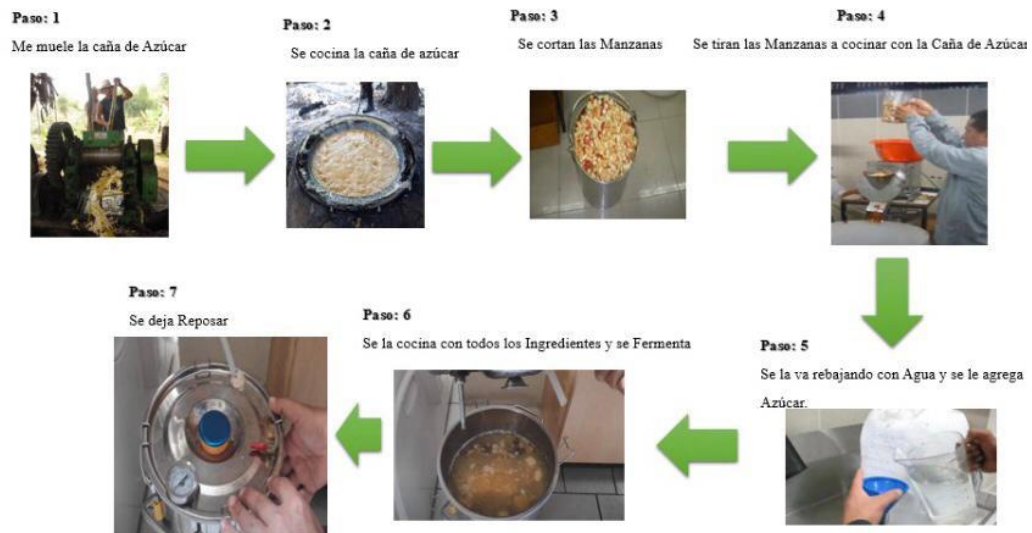 Paso: 1
Me muele la caña de Azúcar
Paso: 2
Se cocina la caña de azúcar
Paso: 3
Se cortan las Manzanas
Paso: 4
Se tiran las Manzanas a cocinar con la Caña de Azúcar
Paso: 5
Se la va rebajando con Agua y se le agrega
Azúcar.
Paso: 6
Se la cocina con todos los Ingredientes y se Fermenta
Paso: 7
Se deja Reposar